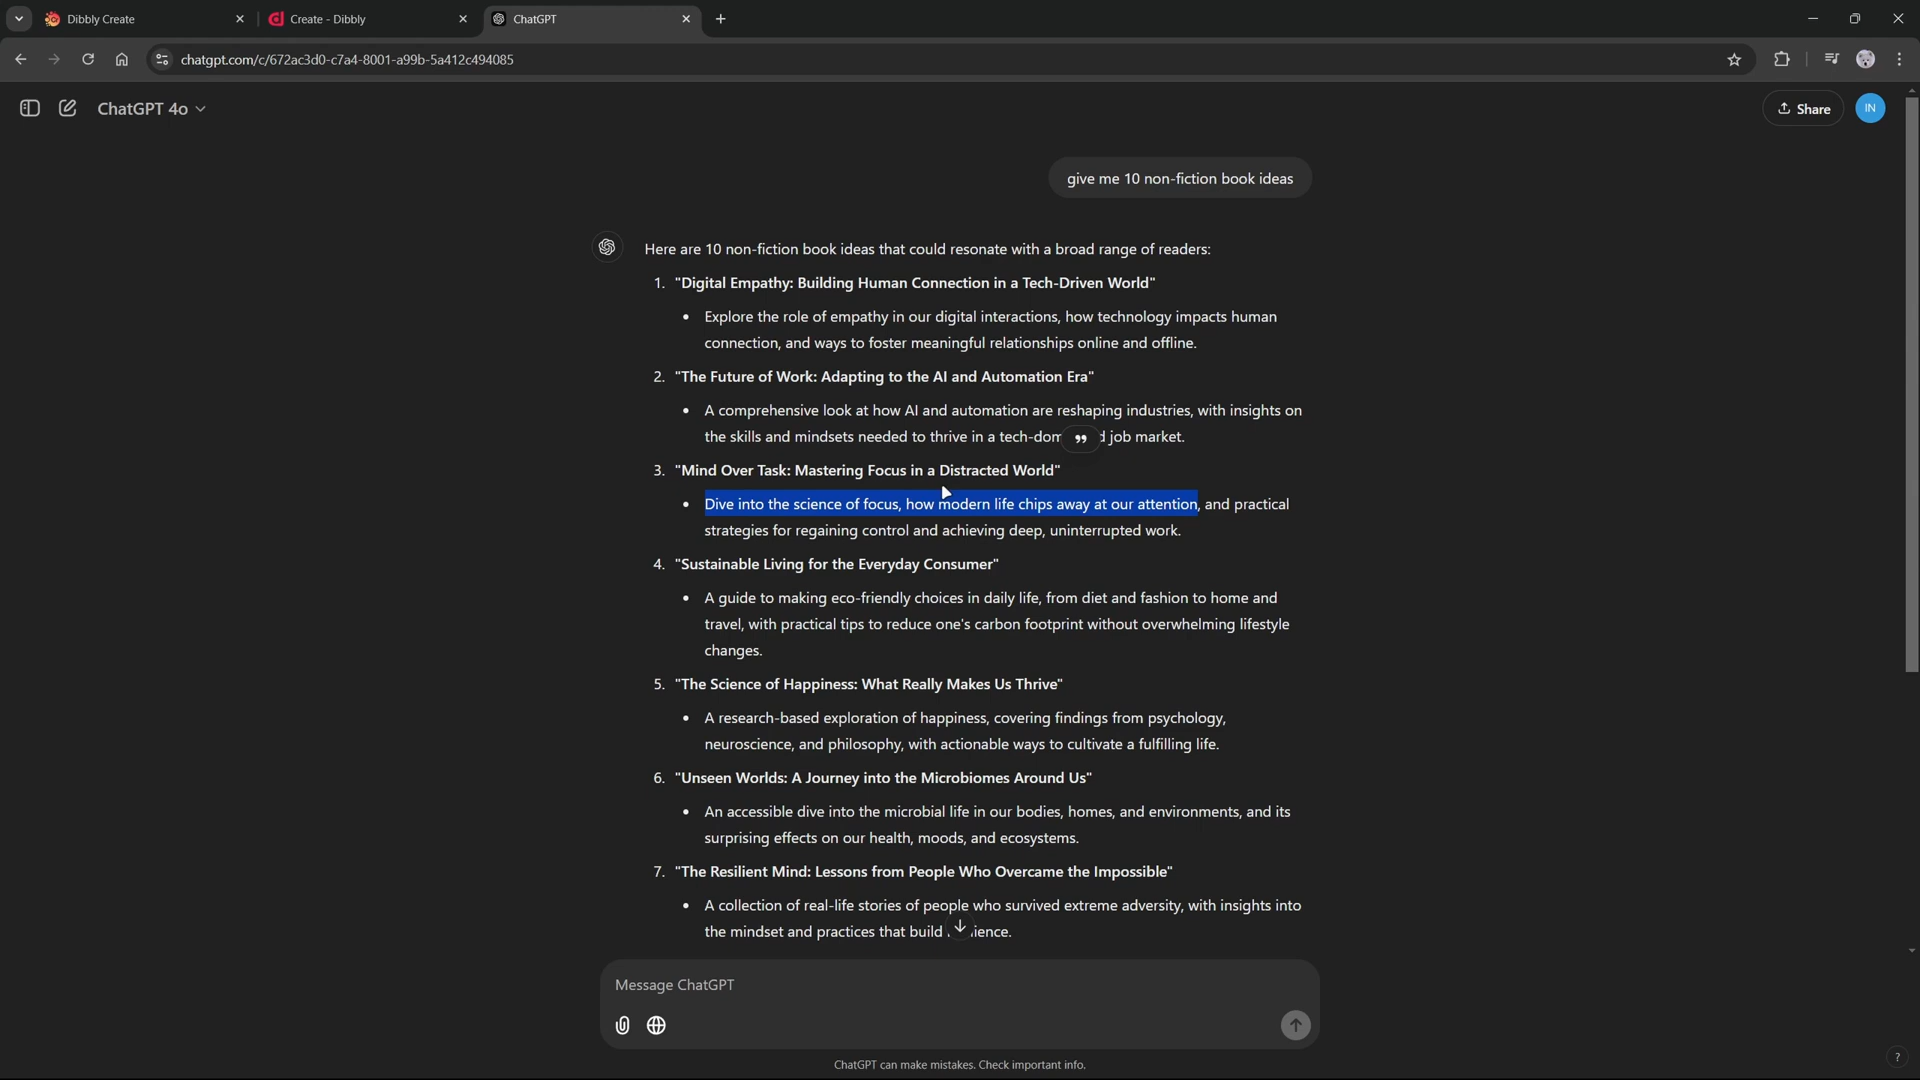 Dibbly Create
Create - Dibbly
ChatGPT
chatgpt.com/c/672ac3d0-c7a4-8001-a99b-5a412c494085
ChatGPT 4o
Share
IN
give me 10 non-fiction book ideas
Here are 10 non-fiction book ideas that could resonate with a broad range of readers:
1. "Digital Empathy: Building Human Connection in a Tech-Driven World"
• Explore the role of empathy in our digital interactions, how technology impacts human
connection, and ways to foster meaningful relationships online and offline.
2. "The Future of Work: Adapting to the AI and Automation Era"
• A comprehensive look at how AI and automation are reshaping industries, with insights on
the skills and mindsets needed to thrive in a job market.
3. "Mind Over Task: Mastering Focus in a Distracted World"
• Dive into the science of focus, how modern life chips away at our attention, and practical
strategies for regaining control and achieving deep, uninterrupted work.
4. "Sustainable Living for the Everyday Consumer"
• A guide to making eco-friendly choices in daily life, from diet and fashion to home and
travel, with practical tips to reduce one's carbon footprint without overwhelming lifestyle
changes.
5. "The Science of Happiness: What Really Makes Us Thrive"
• A research-based exploration of happiness, covering findings from psychology,
neuroscience, and philosophy, with actionable ways to cultivate a fulfilling life.
6. "Unseen Worlds: A Journey into the Microbiomes Around Us"
• An accessible dive into the microbial life in our bodies, homes, and environments, and its
surprising effects on our health, moods, and ecosystems.
7. "The Resilient Mind: Lessons from People Who Overcame the Impossible"
• A collection of real-life stories of people who survived extreme adversity, with insights into
the mindset and practices that build
Message ChatGPT
ChatGPT can make mistakes. Check important info.
?